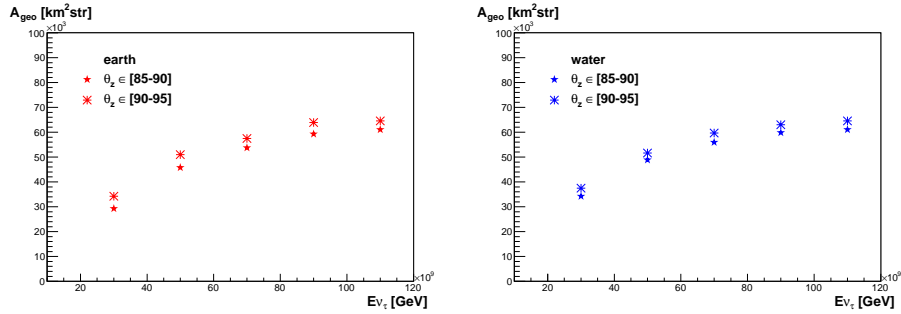 A_geo [km²str]
×10³
100
90
80
70
60
50
40
30
20
10
0
earth
θ_z ∈ [85-90]
θ_z ∈ [90-95]
20 40 60 80 100 120
×10⁹
Eν_τ [GeV]
A_geo [km²str]
×10³
100
90
80
70
60
50
40
30
20
10
0
water
θ_z ∈ [85-90]
θ_z ∈ [90-95]
20 40 60 80 100 120
×10⁹
Eν_τ [GeV]